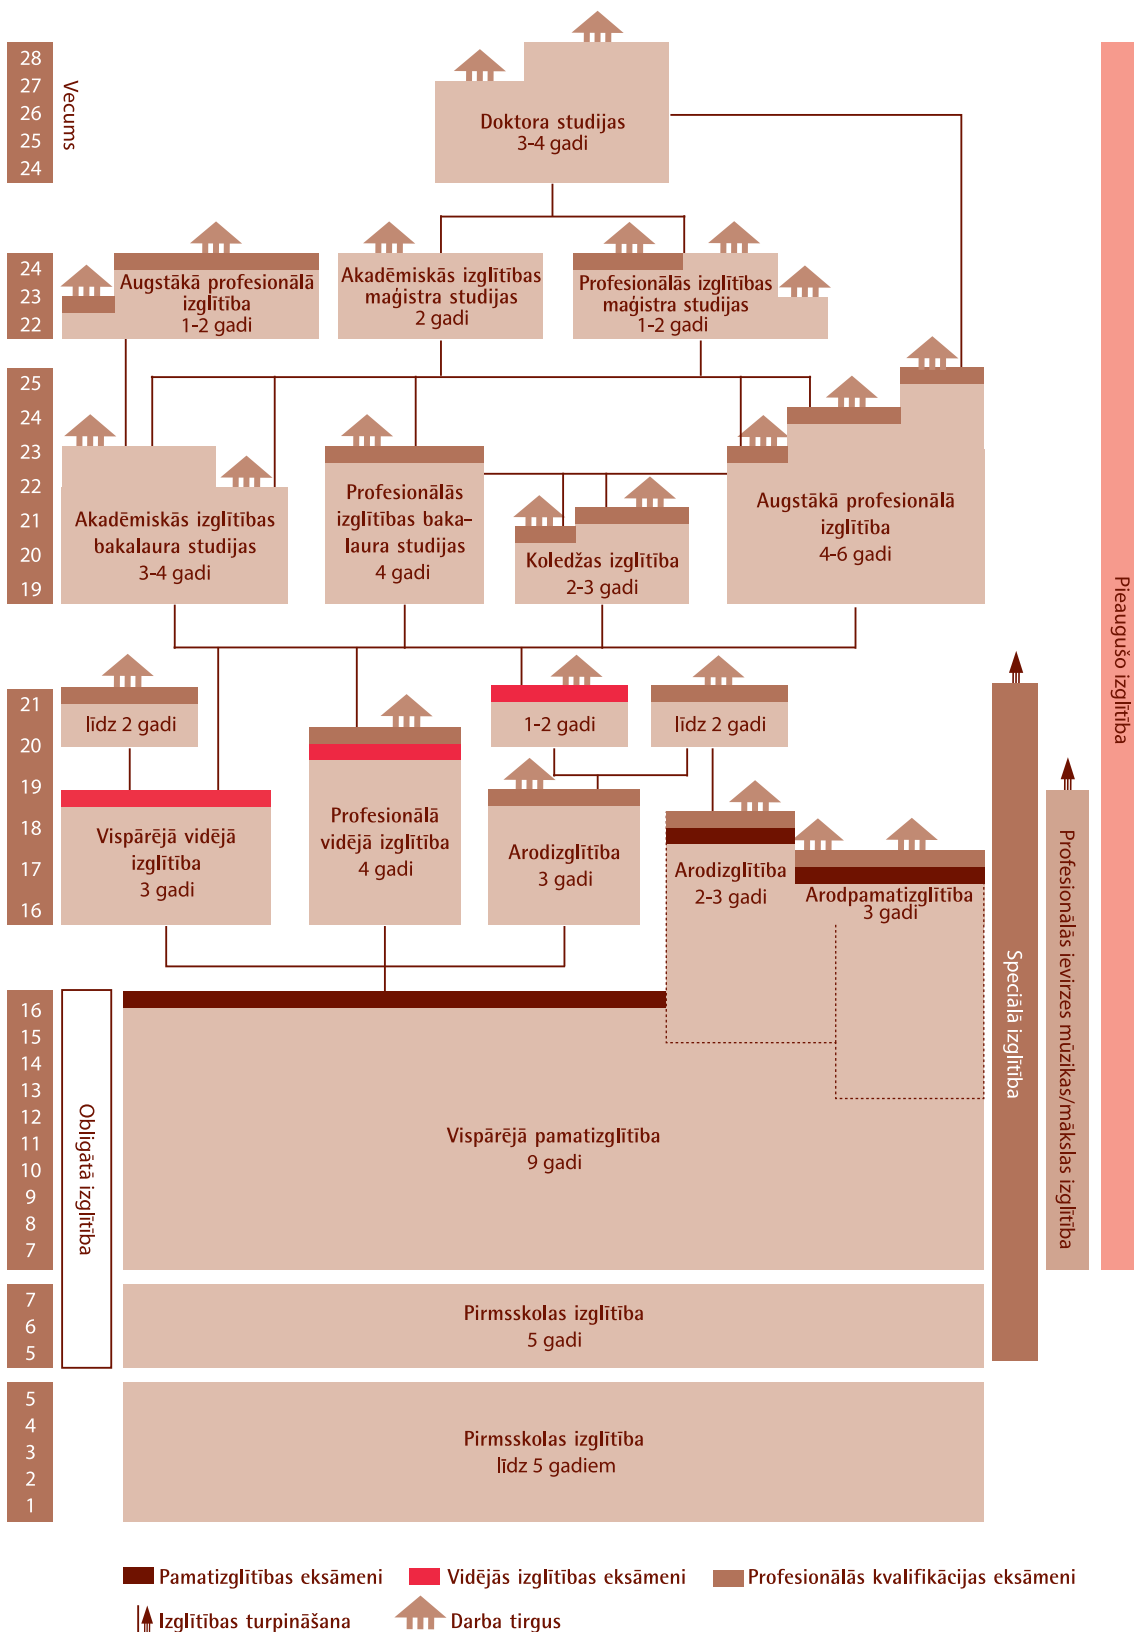 28
27
26
25
24
Vecums
Doktora studijas
3-4 gadi
24
23
22
Augstākā profesionālā
izglītība
1-2 gadi
Akadēmiskās izglītības
maģistra studijas
2 gadi
Profesionālās izglītības
maģistra studijas
1-2 gadi
25
24
23
22
21
20
19
Akadēmiskās izglītības
bakalaura studijas
3-4 gadi
Profesionālās
izglītības baka-
laura studijas
4 gadi
Koledžas izglītība
2-3 gadi
Augstākā profesionālā
izglītība
4-6 gadi
21
20
19
18
17
16
līdz 2 gadi
1-2 gadi
līdz 2 gadi
Vispārējā vidējā
izglītība
3 gadi
Profesionālā
vidējā izglītība
4 gadi
Arodizglītība
3 gadi
Arodizglītība
2-3 gadi
Arodpamatizglītība
3 gadi
16
15
14
13
12
11
10
9
8
7
Obligātā izglītība
Vispārējā pamatizglītība
9 gadi
7
6
5
Pirmsskolas izglītība
5 gadi
5
4
3
2
1
Pirmsskolas izglītība
līdz 5 gadiem
Speciālā izglītība
Profesionālās ievirzes mūzikas/mākslas izglītība
Pieaugušo izglītība
Pamatizglītības eksāmeni
Vidējās izglītības eksāmeni
Profesionālās kvalifikācijas eksāmeni
Izglītības turpināšana
Darba tirgus